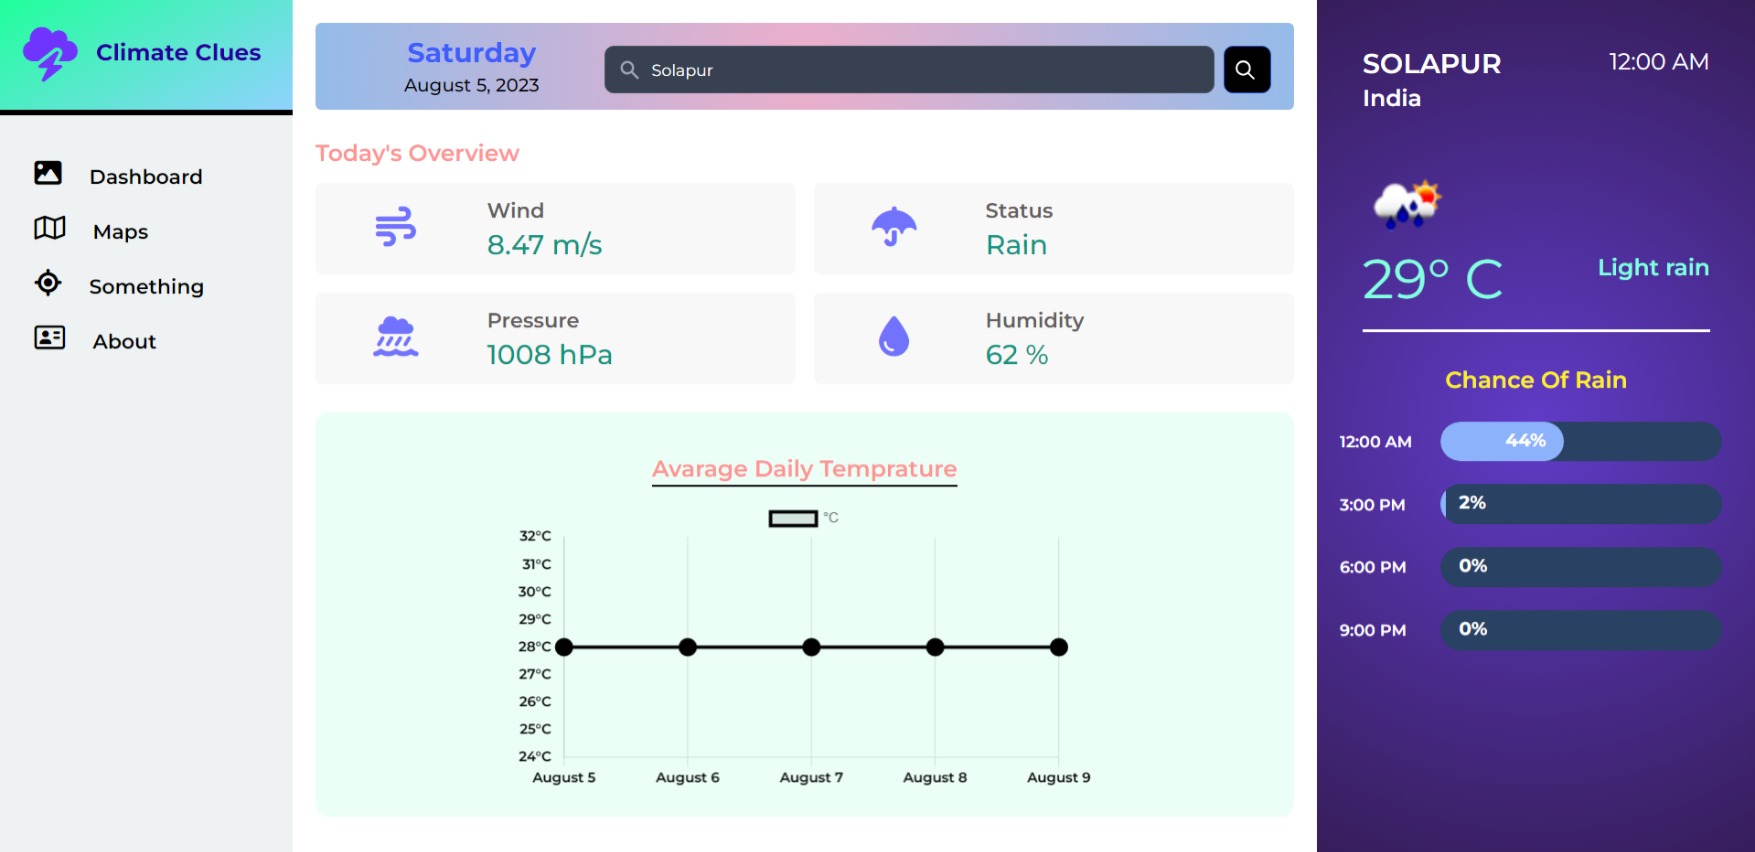 Climate Clues
Dashboard
Maps
Something
About
Saturday
August 5, 2023
Solapur
Today's Overview
Wind
8.47 m/s
Status
Rain
Pressure
1008 hPa
Humidity
62 %
Avarage Daily Temprature
°C
32°C
31°C
30°C
29°C
28°C
27°C
26°C
25°C
24°C
August 5
August 6
August 7
August 8
August 9
SOLAPUR
12:00 AM
India
29° C
Light rain
Chance Of Rain
12:00 AM
44%
3:00 PM
2%
6:00 PM
0%
9:00 PM
0%